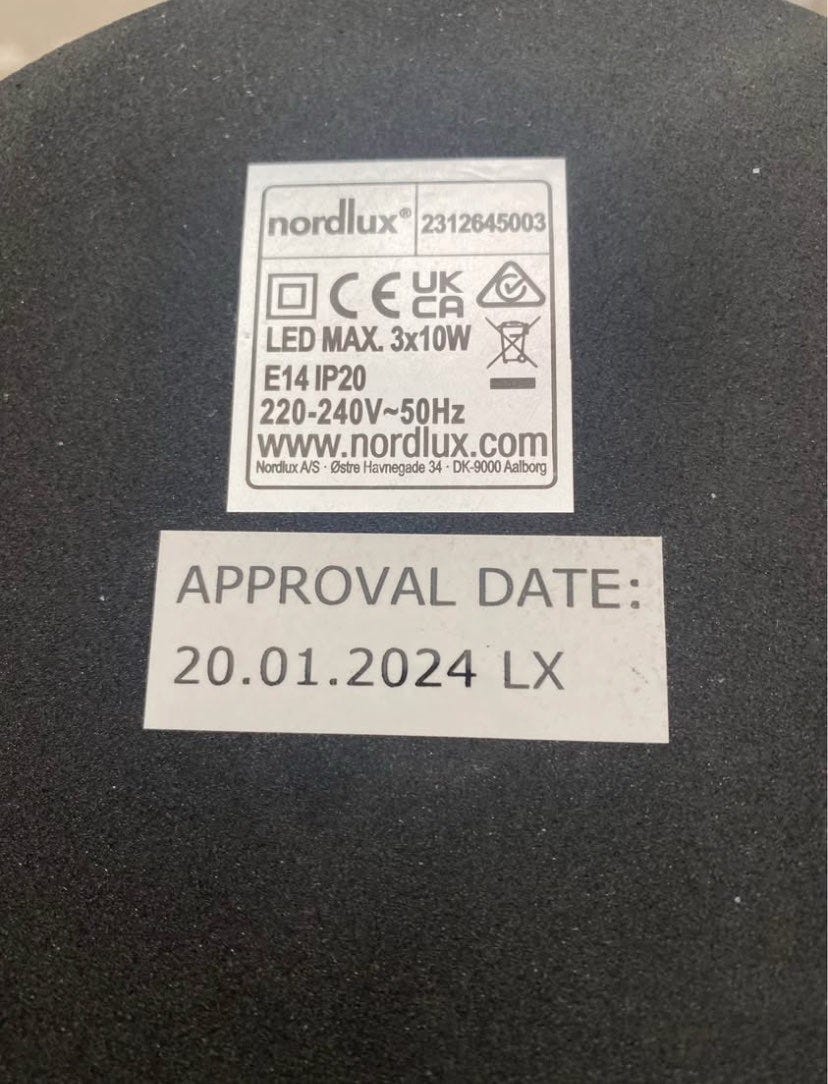 nordlux® 2312645003
CE UK CA
LED MAX. 3x10W
E14 IP20
220-240V~50Hz
www.nordlux.com
Nordlux A/S · Østre Havnegade 34 · DK-9000 Aalborg
APPROVAL DATE:
20.01.2024 LX